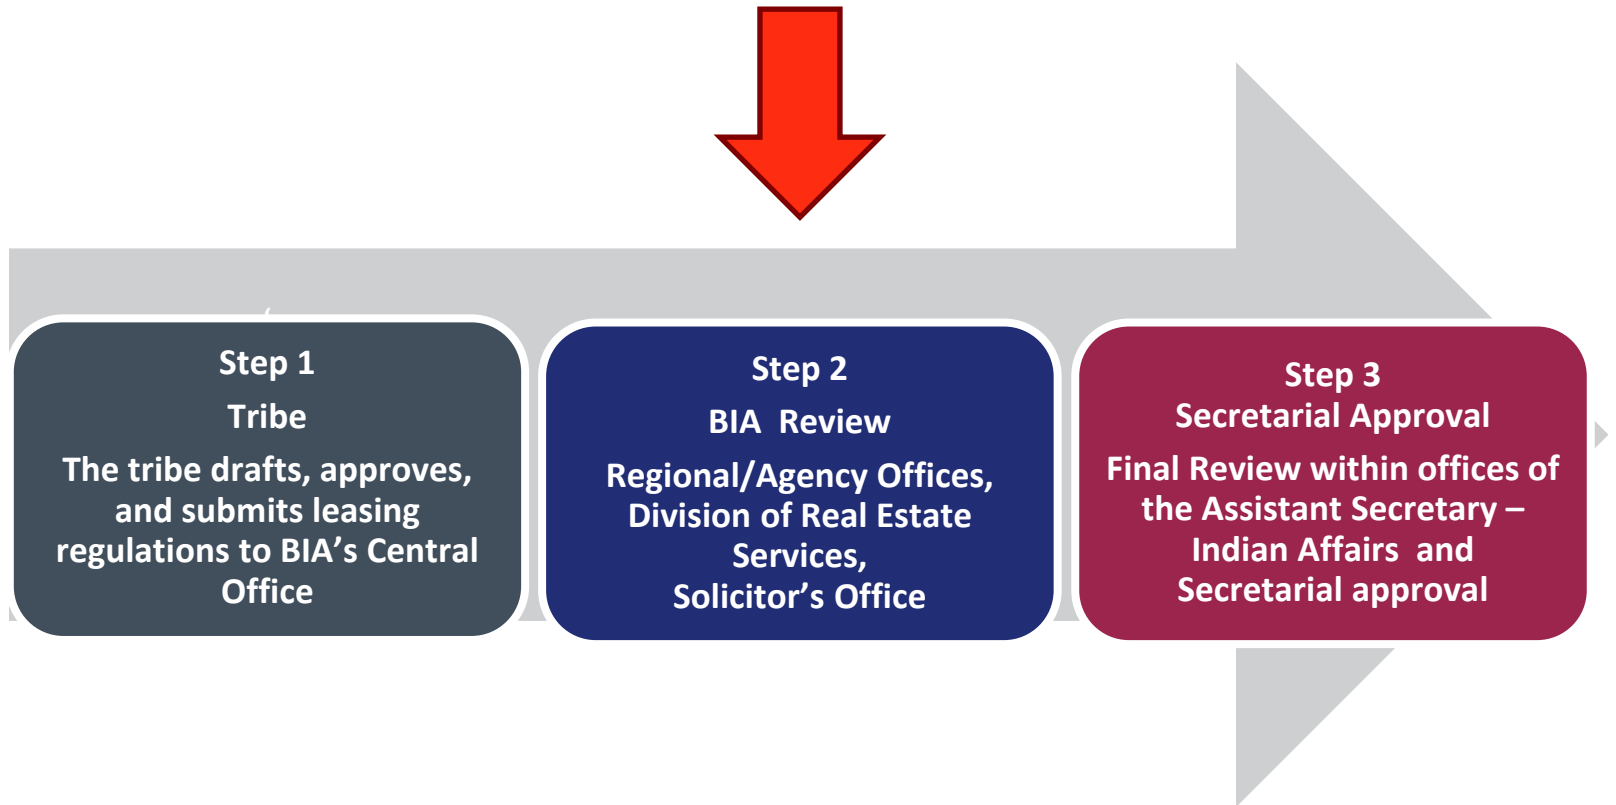 Step 1
Tribe
The tribe drafts, approves,
and submits leasing
regulations to BIA’s Central
Office
Step 2
BIA  Review
Regional/Agency Offices,
Division of Real Estate
Services,
Solicitor’s Office
Step 3
Secretarial Approval
Final Review within offices of
the Assistant Secretary –
Indian Affairs  and
Secretarial approval